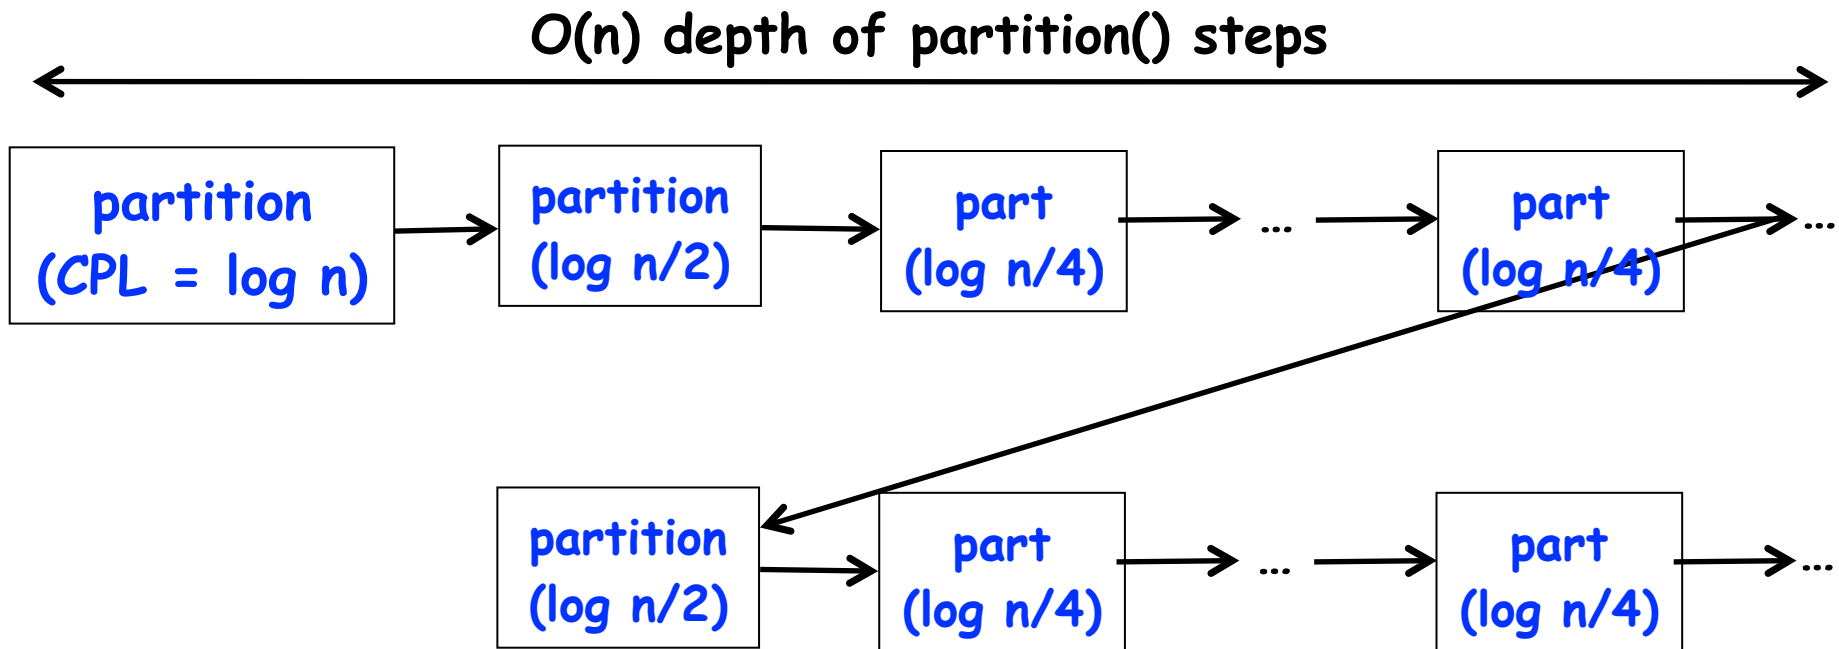 O(n) depth of partition() steps
partition
(CPL = log n)
partition
(log n/2)
part
(log n/4)
...
part
(log n/4)
...
partition
(log n/2)
part
(log n/4)
...
part
(log n/4)
...